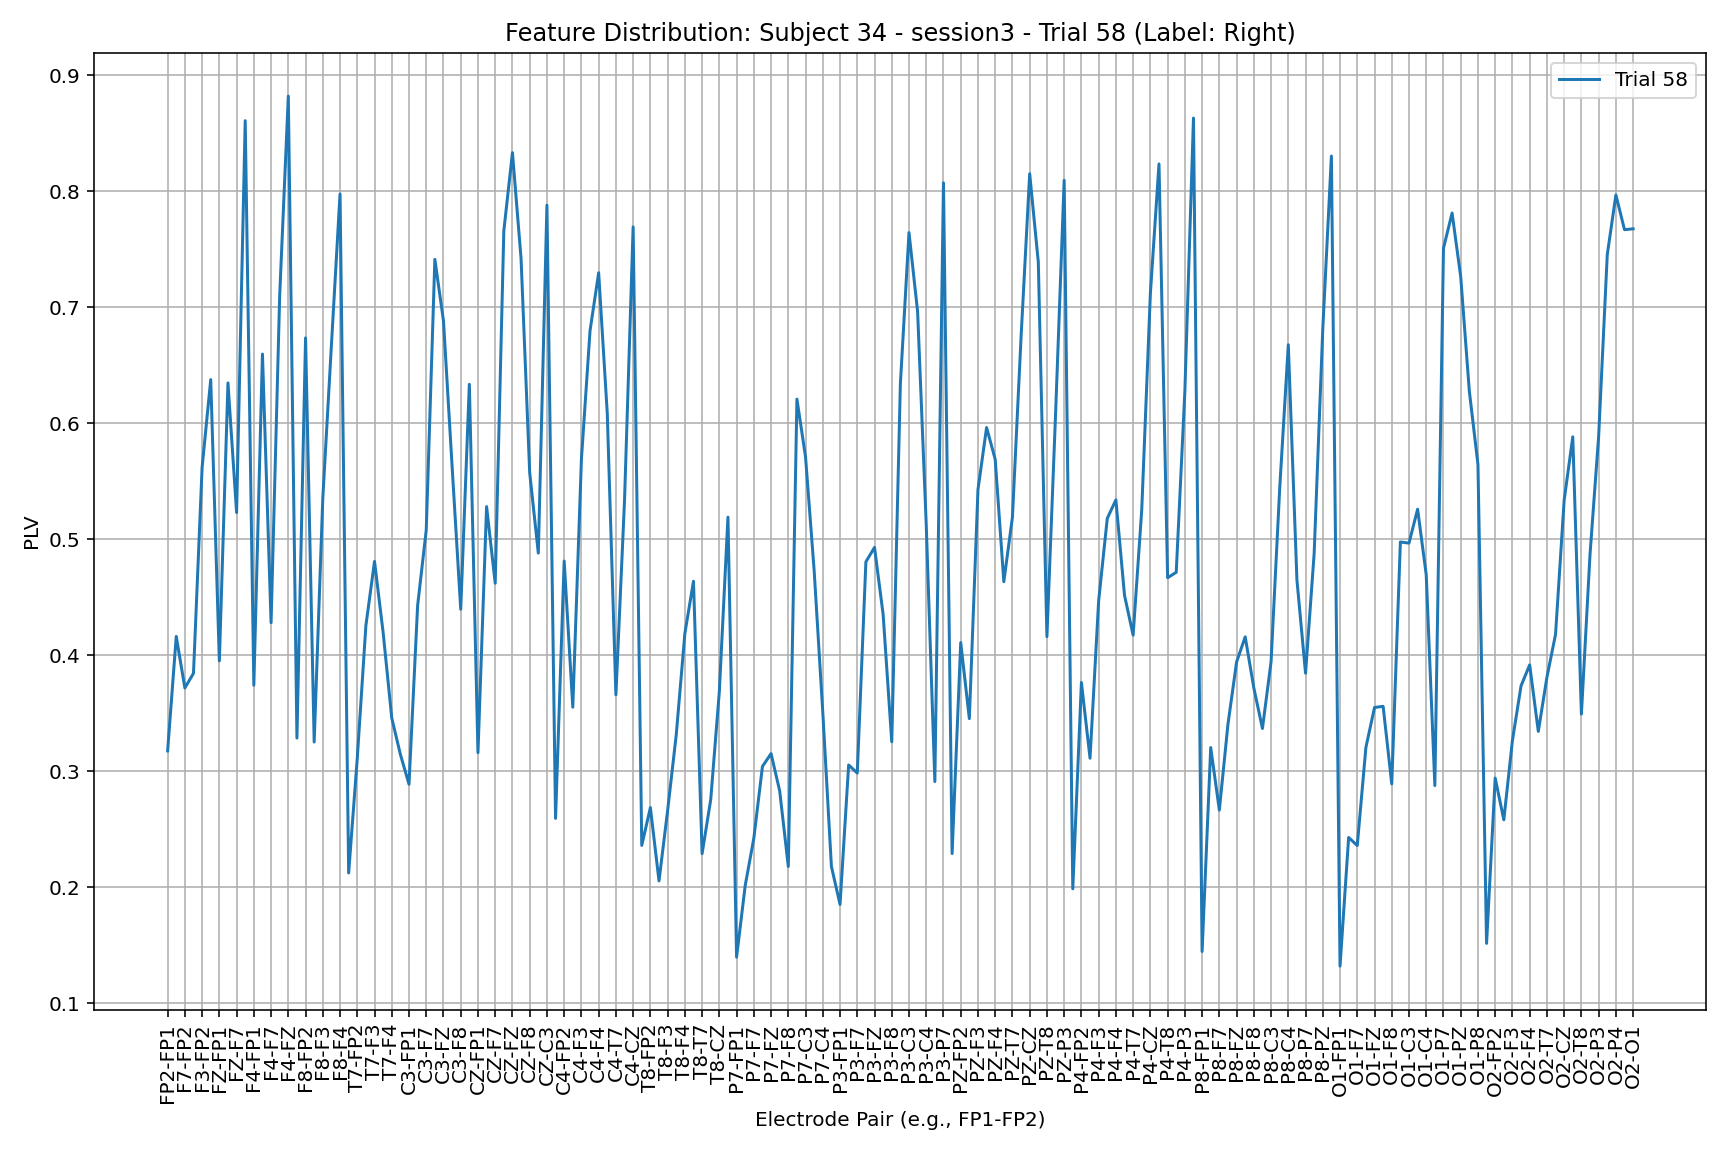 Feature Distribution: Subject 34 - session3 - Trial 58 (Label: Right)
Trial 58
PLV
0.9
0.8
0.7
0.6
0.5
0.4
0.3
0.2
0.1
FP2-FP1
F7-FP2
F3-FP2
FZ-FP1
FZ-F7
F4-FP1
F4-F7
F4-FZ
F8-FP2
F8-F3
F8-F4
T7-FP2
T7-F3
T7-F4
C3-FP1
C3-F7
C3-FZ
C3-F8
CZ-FP1
CZ-F7
CZ-FZ
CZ-F8
CZ-C3
C4-FP2
C4-F3
C4-F4
C4-T7
C4-CZ
T8-FP2
T8-F3
T8-F4
T8-T7
T8-CZ
P7-FP1
P7-F7
P7-FZ
P7-F8
P7-C3
P7-C4
P3-FP1
P3-F7
P3-FZ
P3-F8
P3-C3
P3-C4
P3-P7
PZ-FP2
PZ-F3
PZ-F4
PZ-T7
PZ-CZ
PZ-T8
PZ-P3
P4-FP2
P4-F3
P4-F4
P4-T7
P4-CZ
P4-T8
P4-P3
P8-FP1
P8-F7
P8-FZ
P8-F8
P8-C3
P8-C4
P8-P7
P8-PZ
O1-FP1
O1-F7
O1-FZ
O1-F8
O1-C3
O1-C4
O1-P7
O1-PZ
O1-P8
O2-FP2
O2-F3
O2-F4
O2-T7
O2-CZ
O2-T8
O2-P3
O2-P4
O2-O1
Electrode Pair (e.g., FP1-FP2)